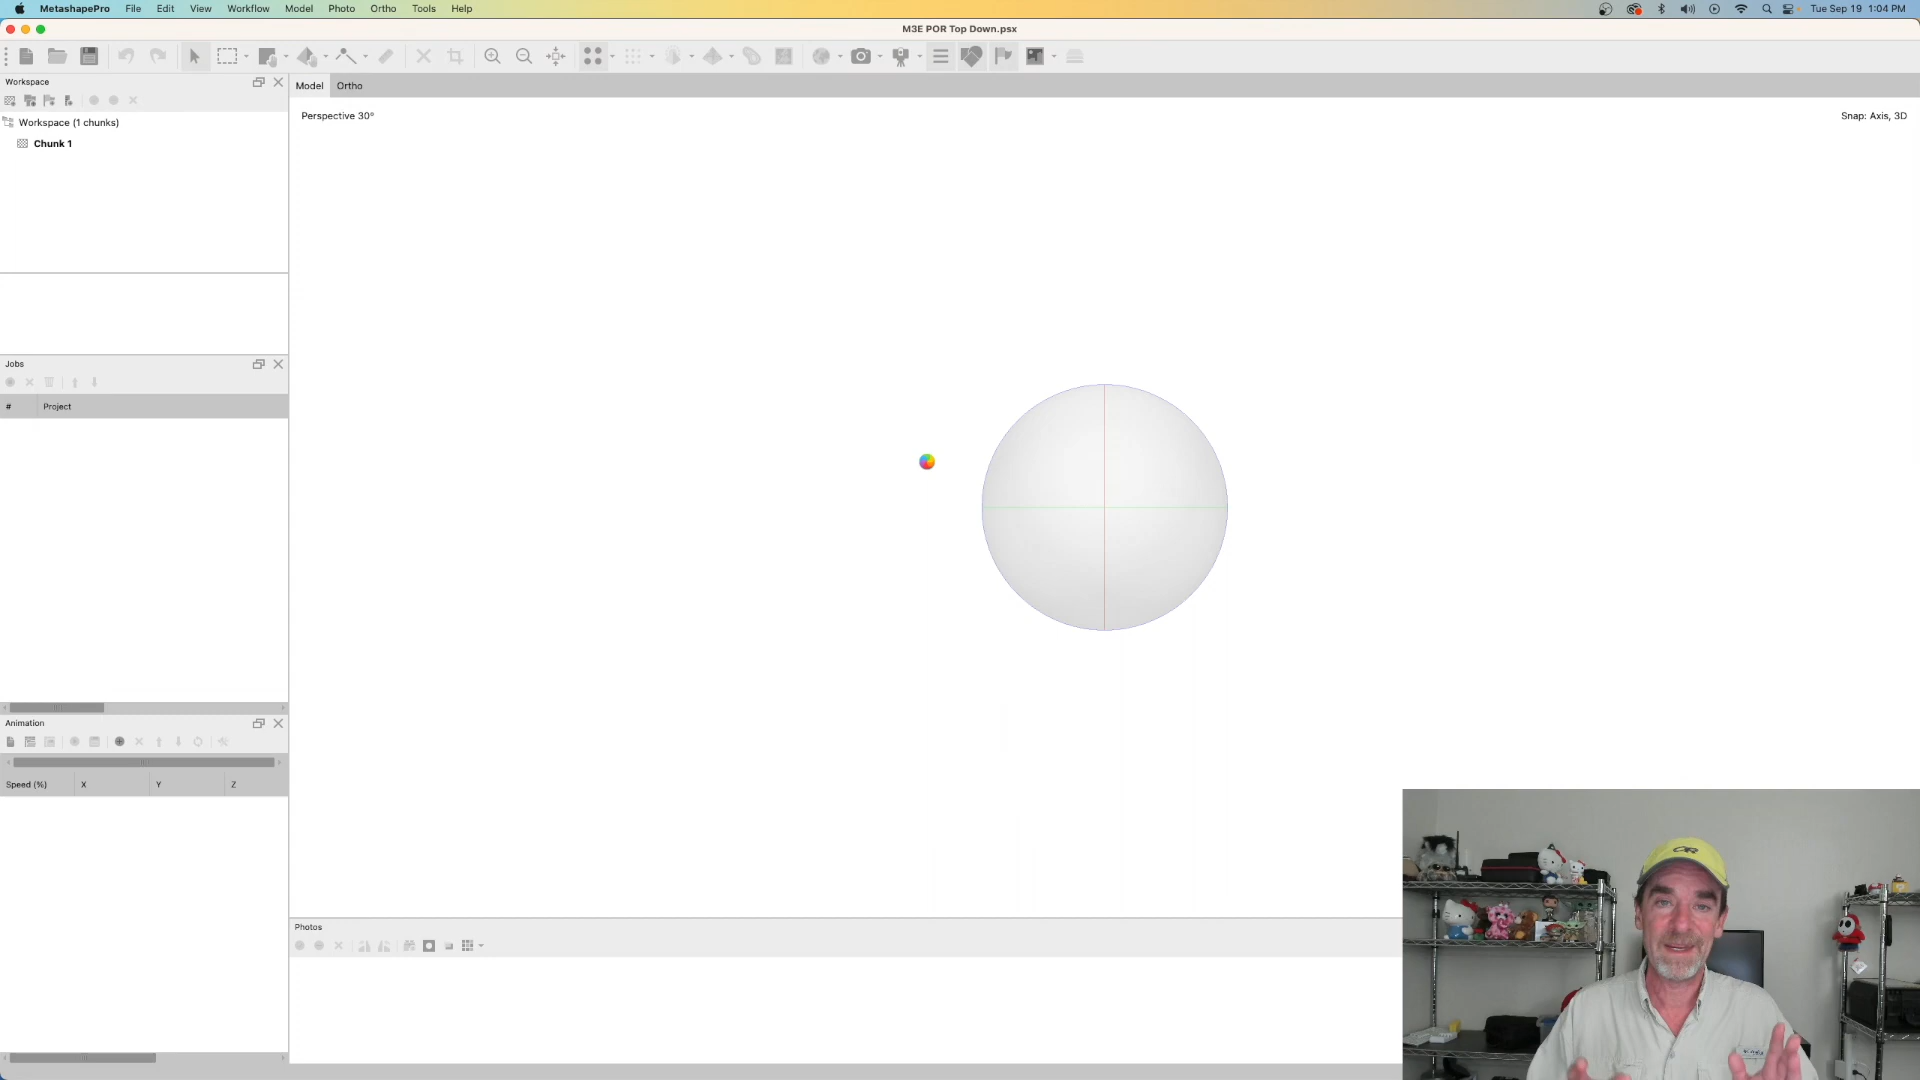 MetashapePro File Edit View Workflow Model Photo Ortho Tools Help
Tue Sep 19 1:04 PM
M3E POR Top Down.psx
Workspace
Model Ortho
Perspective 30°
Snap: Axis, 3D
Workspace (1 chunks)
Chunk 1
Jobs
# Project
Animation
Speed (%) X Y Z
Photos
OR